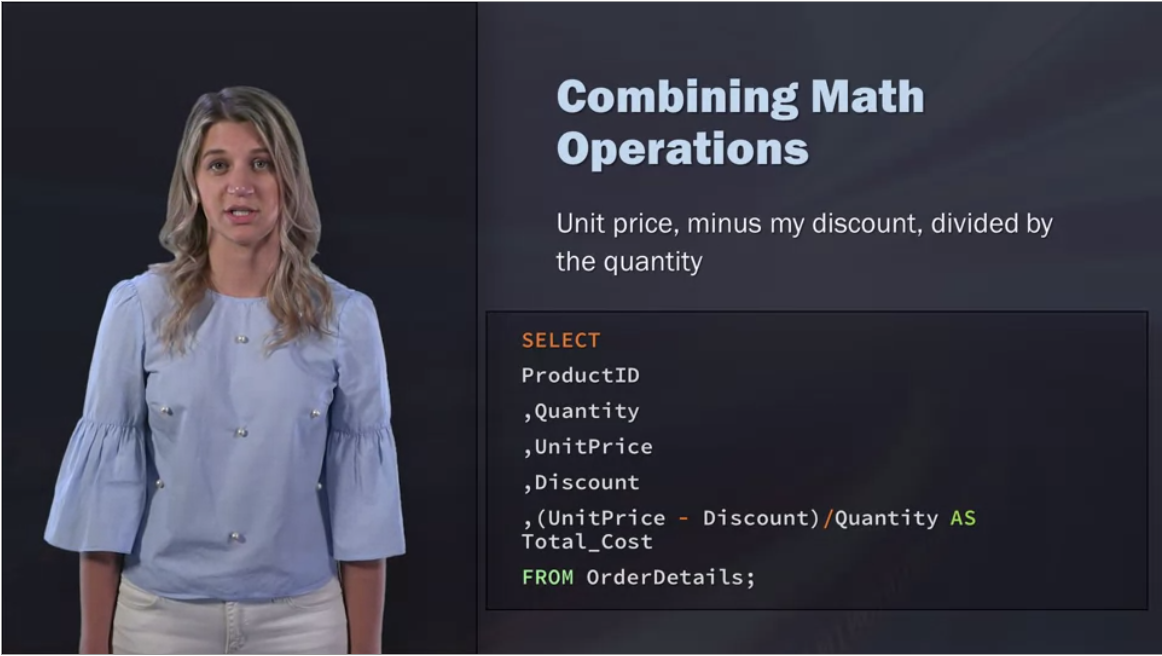 Combining Math
Operations
Unit price, minus my discount, divided by
the quantity
SELECT
ProductID
,Quantity
,UnitPrice
,Discount
,(UnitPrice - Discount)/Quantity AS
Total_Cost
FROM OrderDetails;